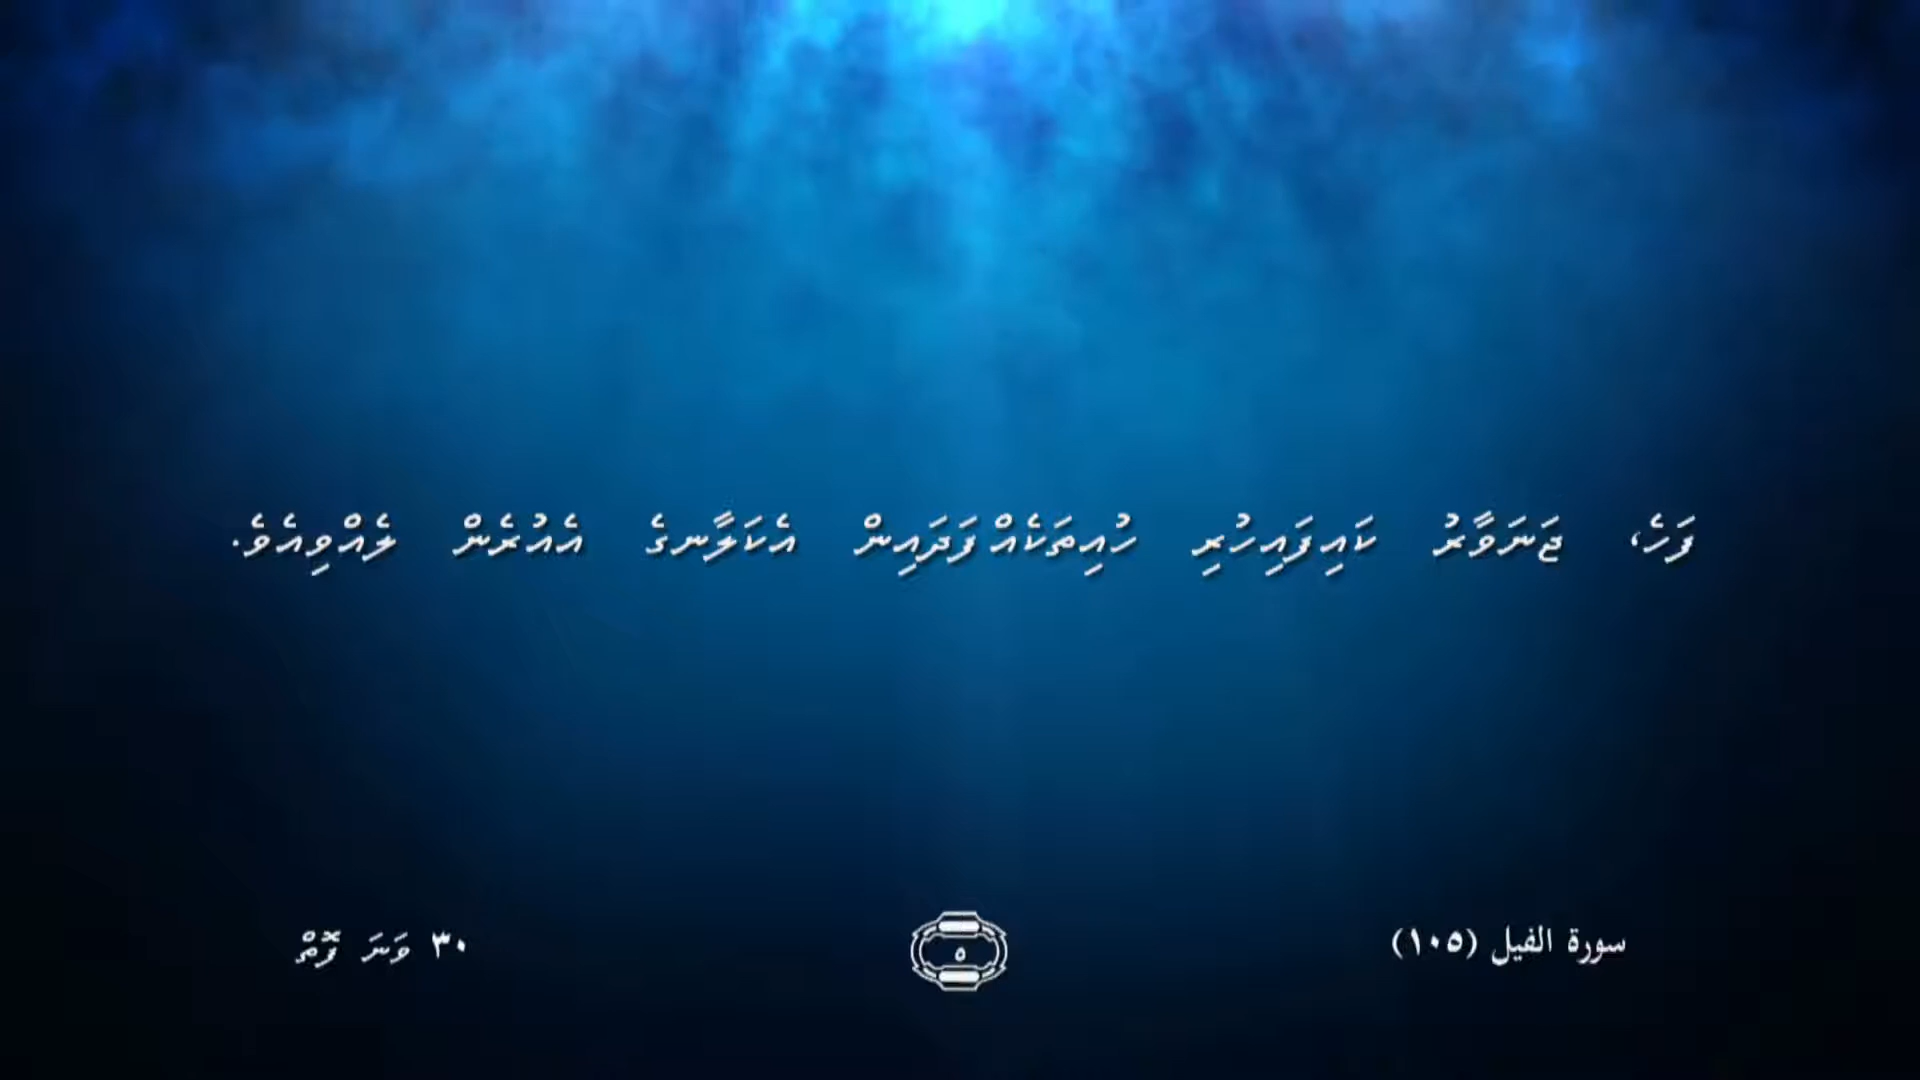 ފަހެ، ޖަނަވާރު ކައިފައިހުރި ހުއިތަކެއްފަދައިން އެކަލާނގެ އެއުރެން ލެއްވިއެވެ.
سورة الفيل (١٠٥)
٥
٣٠ ވަނަ ފޮތް